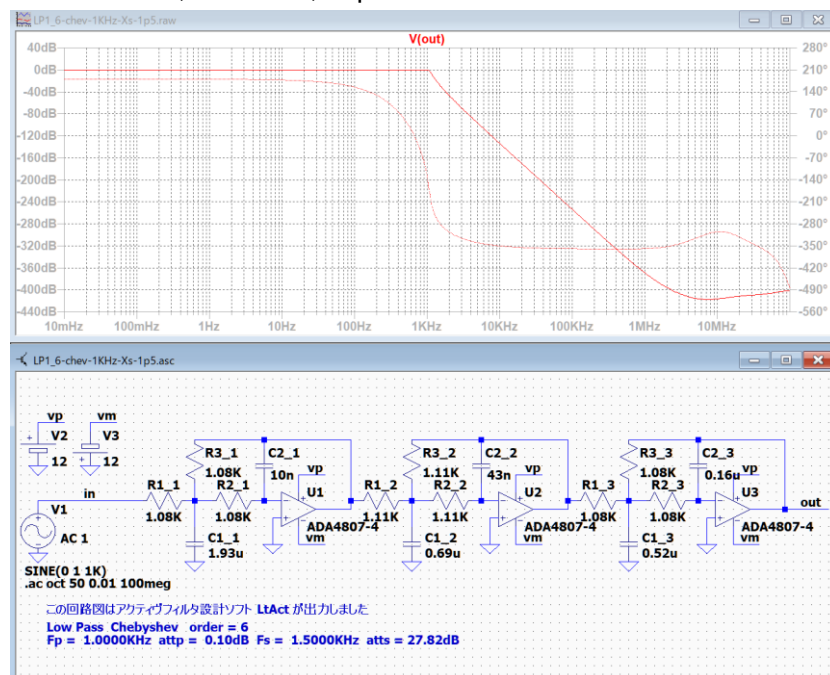 LP1_6-chev-1KHz-Xs-1p5.raw
V(out)
40dB 280°
0dB 210°
-40dB 140°
-80dB 70°
-120dB 0°
-160dB -70°
-200dB -140°
-240dB -210°
-280dB -280°
-320dB -350°
-360dB -420°
-400dB -490°
-440dB -560°
10mHz 100mHz 1Hz 10Hz 100Hz 1KHz 10KHz 100KHz 1MHz 10MHz
LP1_6-chev-1KHz-Xs-1p5.asc
vp vm
V2 V3
12 12
R3_1 C2_1
1.08K 10n
vp
R1_1 R2_1 U1
1.08K 1.08K
ADA4807-4
vm
C1_1
1.93u
R3_2 C2_2
1.11K 43n
vp
R1_2 R2_2 U2
1.11K 1.11K
ADA4807-4
vm
C1_2
0.69u
R3_3 C2_3
1.08K 0.16u
vp
R1_3 R2_3 U3
1.08K 1.08K
ADA4807-4
vm
C1_3
0.52u
in
out
V1
AC 1
SINE(0 1 1K)
.ac oct 50 0.01 100meg
この回路図はアクティヴフィルタ設計ソフト LtAct が出力しました
Low Pass Chebyshev order = 6
Fp = 1.0000KHz attp = 0.10dB Fs = 1.5000KHz atts = 27.82dB